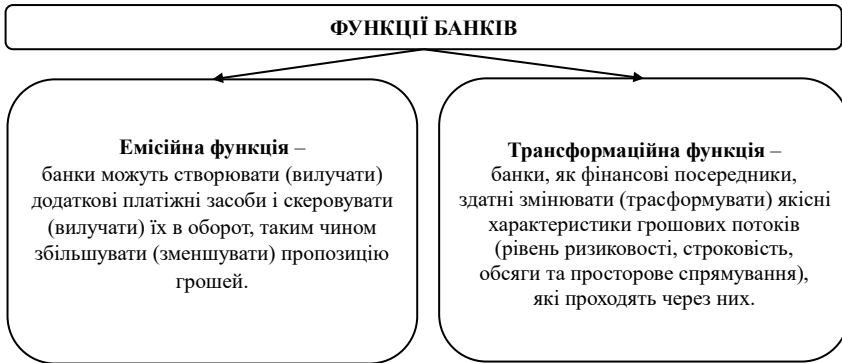 ФУНКЦІЇ БАНКІВ
Емісійна функція –
банки можуть створювати (вилучати)
додаткові платіжні засоби і скеровувати
(вилучати) їх в оборот, таким чином
збільшувати (зменшувати) пропозицію
грошей.
Трансформаційна функція –
банки, як фінансові посередники,
здатні змінювати (трасформувати) якісні
характеристики грошових потоків
(рівень ризиковості, строковість,
обсяги та просторове спрямування),
які проходять через них.